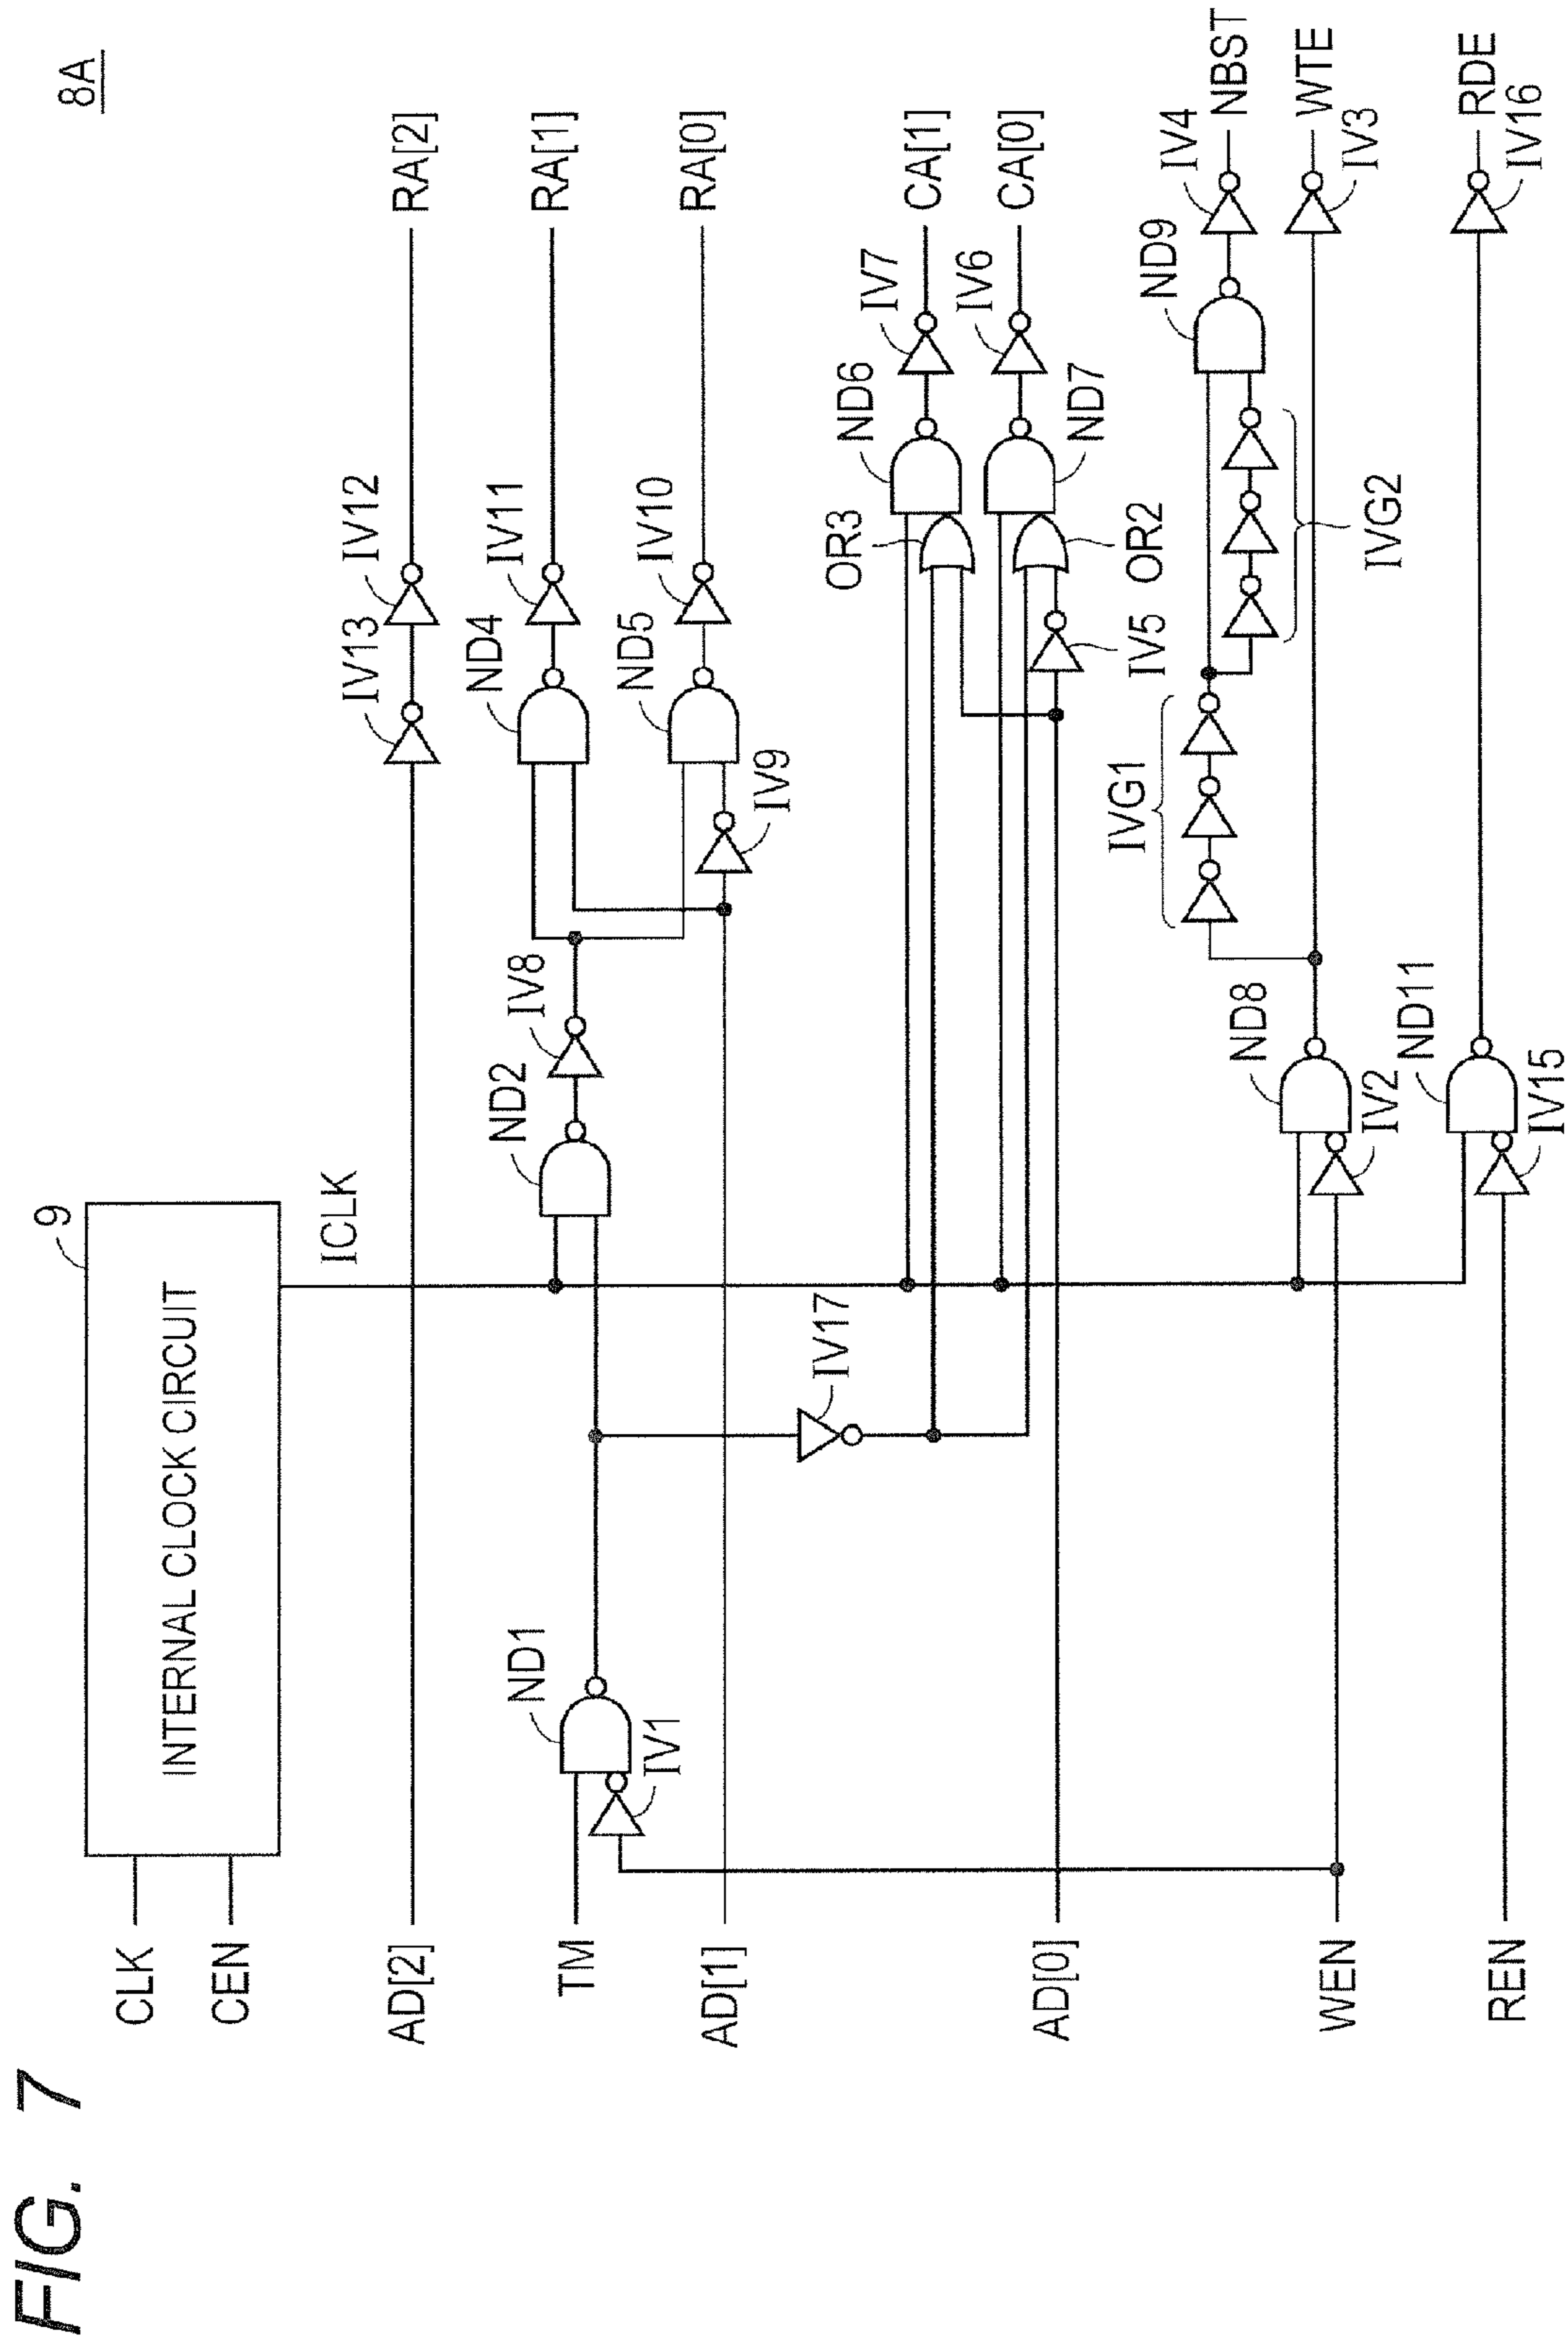 FIG. 7
8A
9
INTERNAL CLOCK CIRCUIT
CLK
CEN
ICLK
AD[2]
IV13
IV12
RA[2]
TM
ND1
IV1
ND2
IV8
ND4
IV11
RA[1]
AD[1]
IV9
ND5
IV10
RA[0]
IV17
OR3
ND6
IV7
CA[1]
AD[0]
IV5
OR2
ND7
IV6
CA[0]
IVG1
IVG2
ND9
IV4
NBST
WEN
IV2
ND8
IV3
WTE
REN
IV15
ND11
IV16
RDE